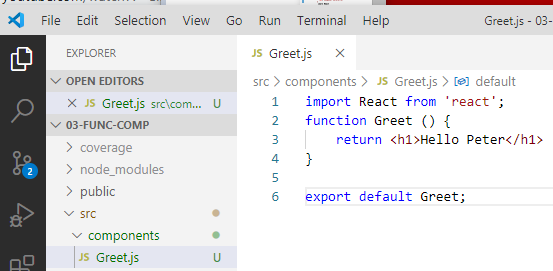 File Edit Selection View Go Run Terminal Help Greet.js - 03-
EXPLORER
OPEN EDITORS
JS Greet.js src\com... U
03-FUNC-COMP
coverage
node_modules
public
src
components
JS Greet.js U
2
JS Greet.js
src > components > JS Greet.js > default
1 import React from 'react';
2 function Greet () {
3 return <h1>Hello Peter</h1>
4 }
5
6 export default Greet;